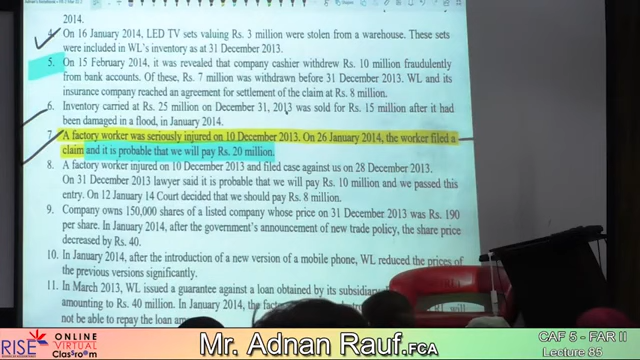 2014.
4. On 16 January 2014, LED TV sets valuing Rs. 3 million were stolen from a warehouse. These
sets were included in WL's inventory as at 31 December 2013.
5. On 15 February 2014, it was revealed that company cashier withdrew Rs. 10 million fraudulently
from bank accounts. Of these, Rs. 7 million was withdrawn before 31 December 2013. WL and its
insurance company reached an agreement for settlement of the claim at Rs. 8 million.
6. Inventory carried at Rs. 25 million on December 31, 2013 was sold for Rs. 15 million after it had
been damaged in a flood, in January 2014.
7. A factory worker was seriously injured on 10 December 2013. On 26 January 2014, the worker filed a
claim and it is probable that we will pay Rs. 20 million.
8. A factory worker injured on 10 December 2013 and filed case against us on 28 December 2013.
On 31 December 2013 lawyer said it is probable that we will pay Rs. 10 million and we passed this
entry. On 12 January 14 Court decided that we should pay Rs. 8 million.
9. Company owns 150,000 shares of a listed company whose price on 31 December 2013 was Rs. 190
per share. In January 2014, after the government's announcement of new trade policy, the share
price decreased by Rs. 40.
10. In January 2014, after the introduction of a new version of a mobile phone, WL reduced the prices of
the previous versions significantly.
11. In March 2013, WL issued a guarantee against a loan obtained by its subsidiary
amounting to Rs. 40 million. In January 2014, the fact will
not be able to repay the loan
RISE ONLINE VIRTUAL Classroom
Mr. Adnan Rauf.FCA
CAF 5 - FAR II
Lecture 85